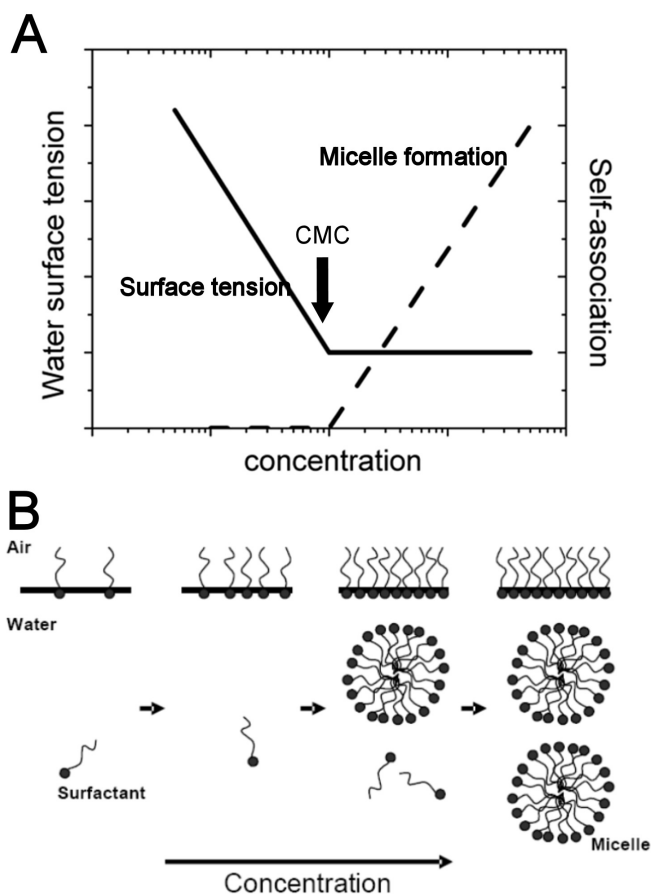 A
Water surface tension
Micelle formation
CMC
Surface tension
Self-association
concentration
B
Air
Water
Surfactant
Micelle
Concentration